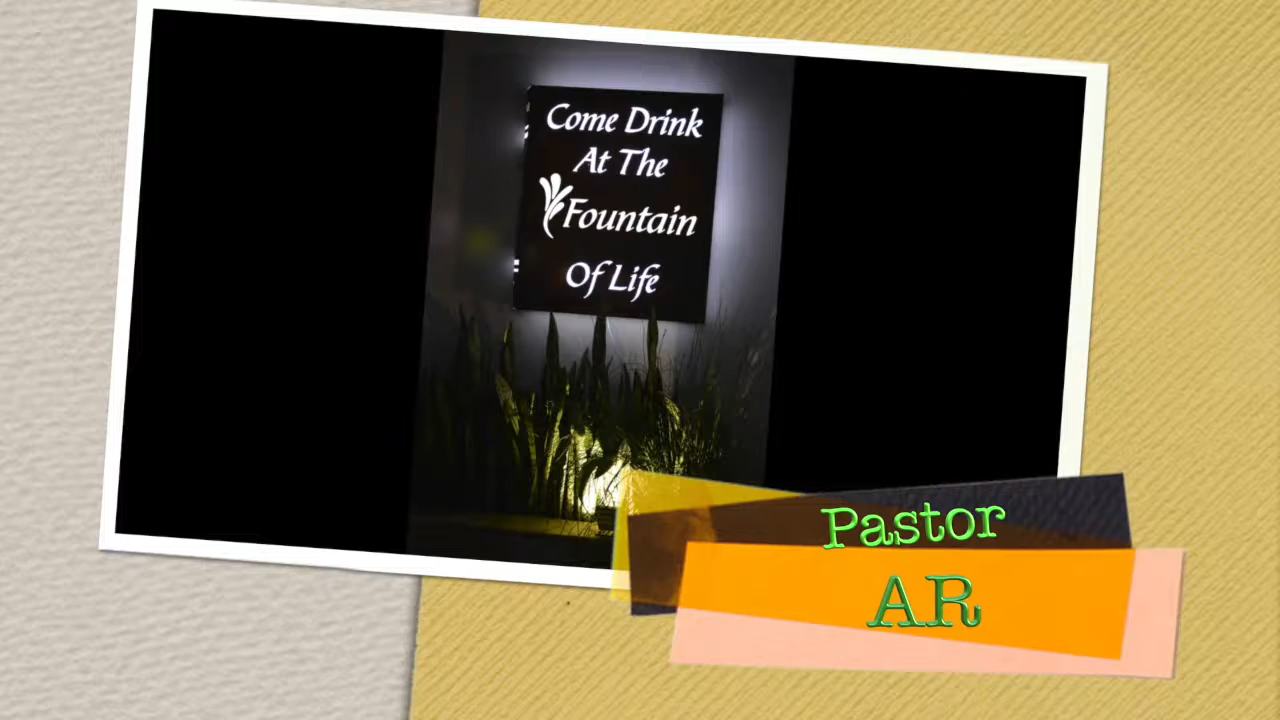 Come Drink
At The
Fountain
Of Life
Pastor
AR